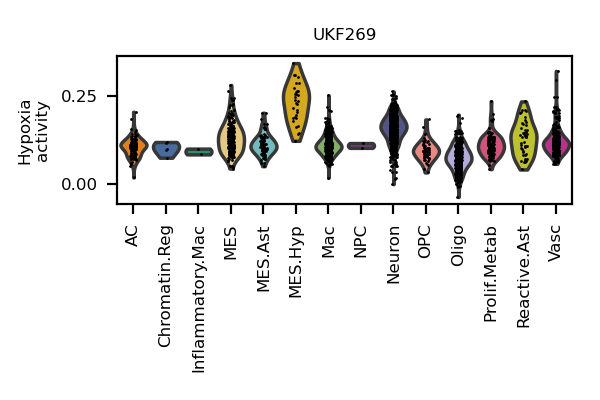 UKF269
Hypoxia
activity
0.25
0.00
AC
Chromatin.Reg
Inflammatory.Mac
MES
MES.Ast
MES.Hyp
Mac
NPC
Neuron
OPC
Oligo
Prolif.Metab
Reactive.Ast
Vasc